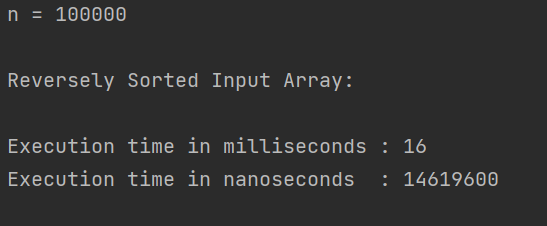 n = 100000
Reversely Sorted Input Array:
Execution time in milliseconds : 16
Execution time in nanoseconds  : 14619600